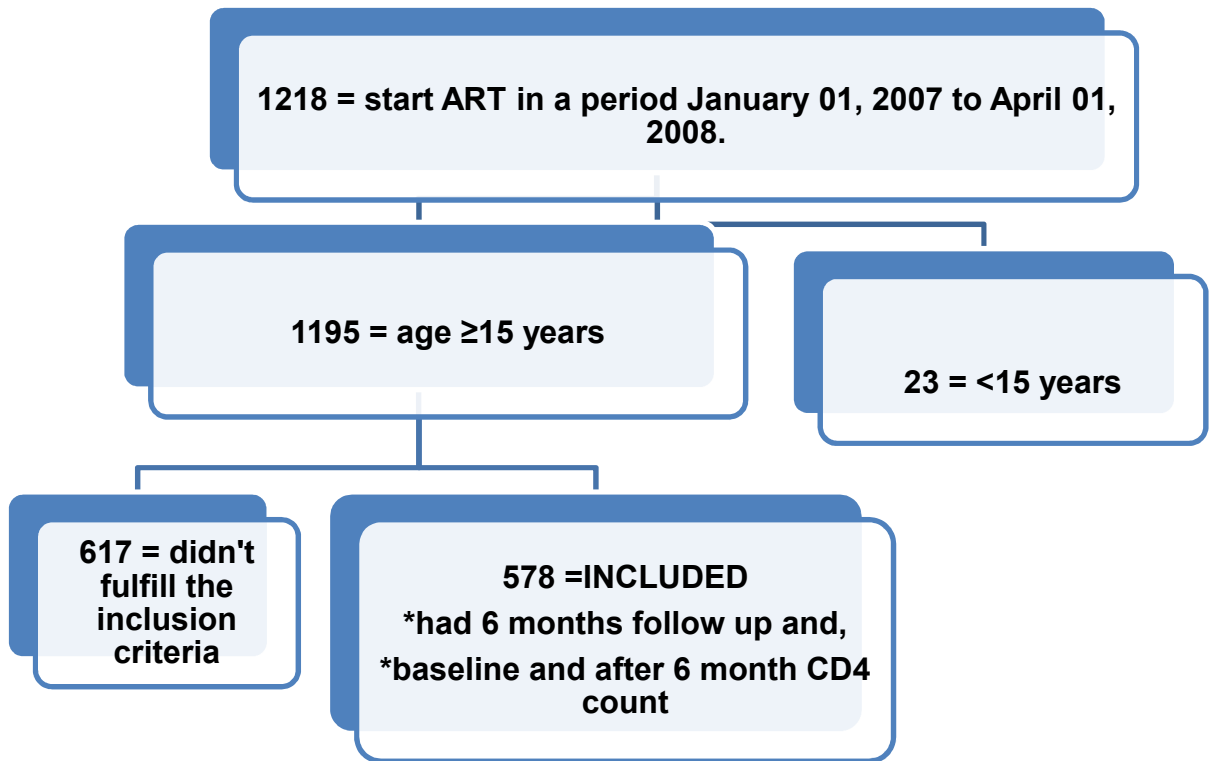 1218 = start ART in a period January 01, 2007 to April 01,
2008.
1195 = age ≥15 years
23 = <15 years
617 = didn't
fulfill the
inclusion
criteria
578 =INCLUDED
*had 6 months follow up and,
*baseline and after 6 month CD4
count